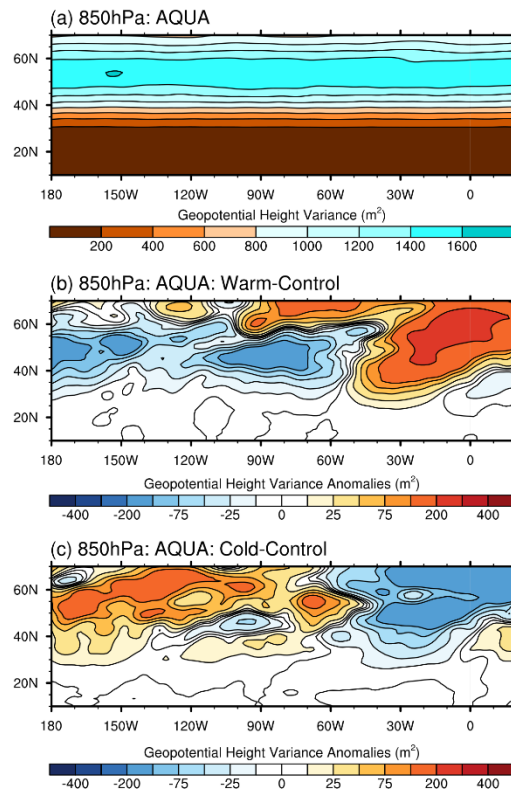 (a) 850hPa: AQUA
60N
40N
20N
180 150W 120W 90W 60W 30W 0
Geopotential Height Variance (m²)
200 400 600 800 1000 1200 1400 1600
(b) 850hPa: AQUA: Warm-Control
60N
40N
20N
180 150W 120W 90W 60W 30W 0
Geopotential Height Variance Anomalies (m²)
-400 -200 -75 -25 0 25 75 200 400
(c) 850hPa: AQUA: Cold-Control
60N
40N
20N
180 150W 120W 90W 60W 30W 0
Geopotential Height Variance Anomalies (m²)
-400 -200 -75 -25 0 25 75 200 400